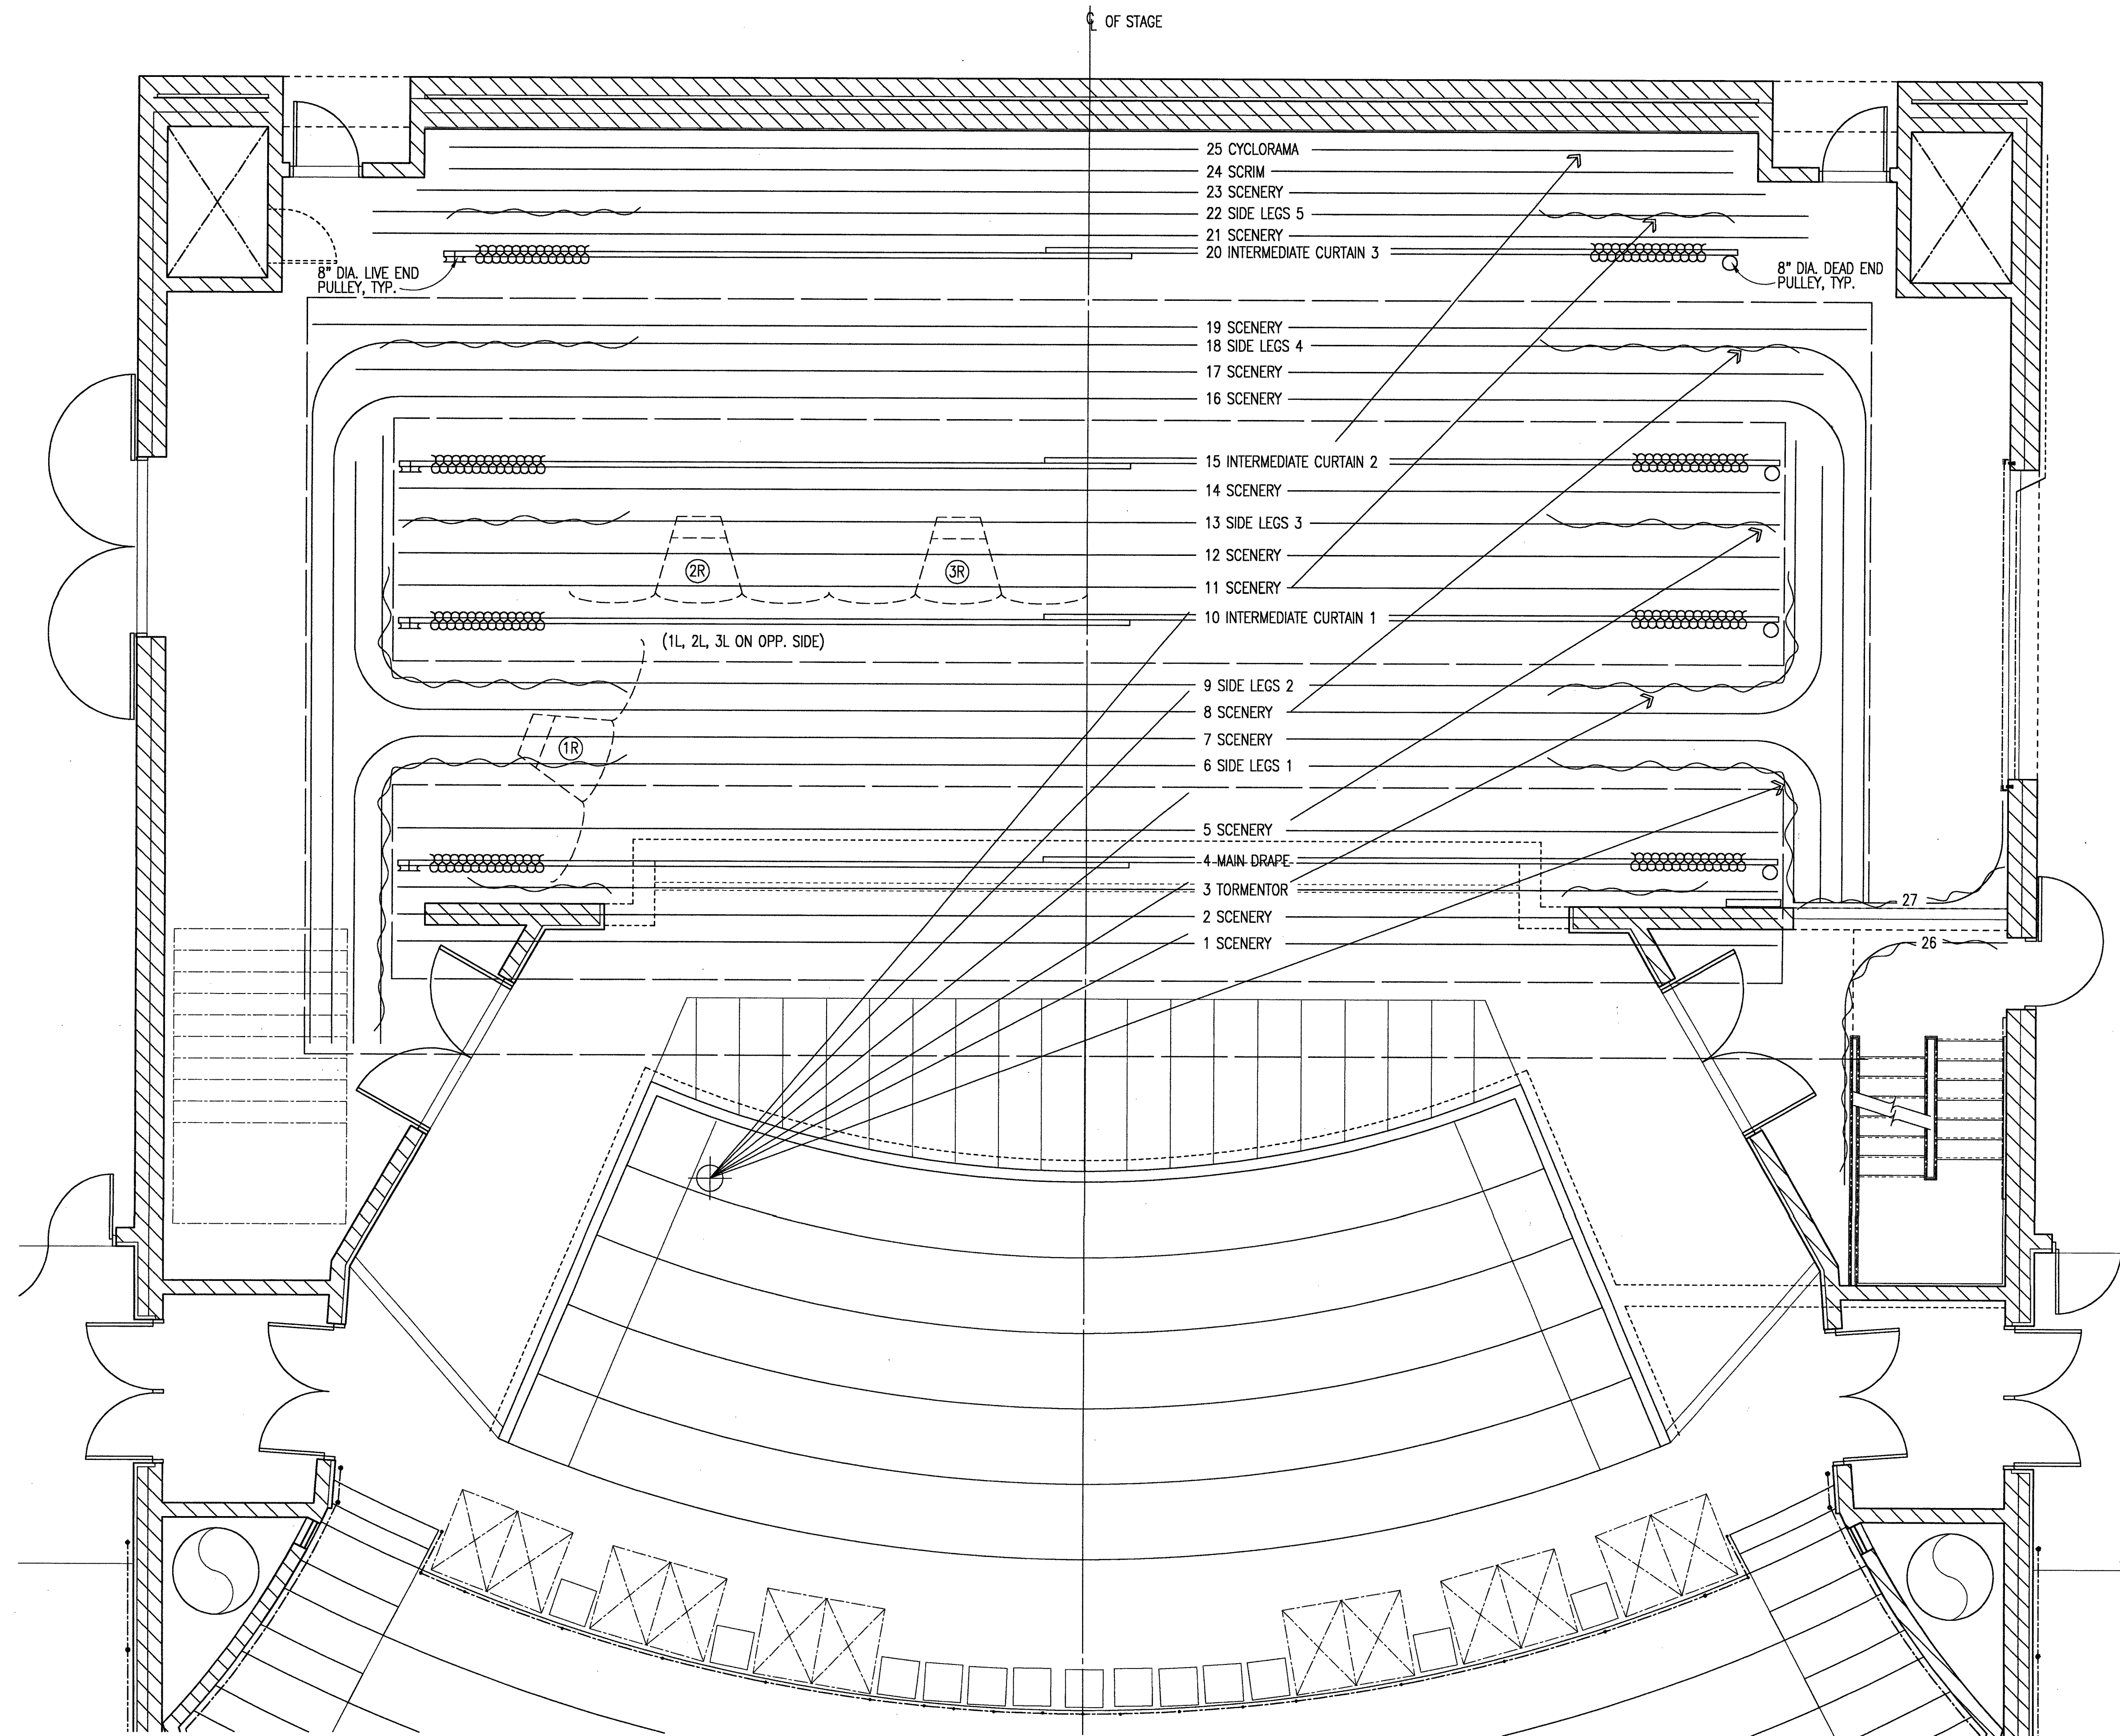 ℄ OF STAGE
25 CYCLORAMA
24 SCRIM
23 SCENERY
22 SIDE LEGS 5
21 SCENERY
20 INTERMEDIATE CURTAIN 3
8" DIA. LIVE END
PULLEY, TYP.
8" DIA. DEAD END
PULLEY, TYP.
19 SCENERY
18 SIDE LEGS 4
17 SCENERY
16 SCENERY
15 INTERMEDIATE CURTAIN 2
14 SCENERY
13 SIDE LEGS 3
12 SCENERY
2R
3R
11 SCENERY
10 INTERMEDIATE CURTAIN 1
(1L, 2L, 3L ON OPP. SIDE)
9 SIDE LEGS 2
8 SCENERY
7 SCENERY
1R
6 SIDE LEGS 1
5 SCENERY
4 MAIN DRAPE
3 TORMENTOR
27
2 SCENERY
1 SCENERY
26